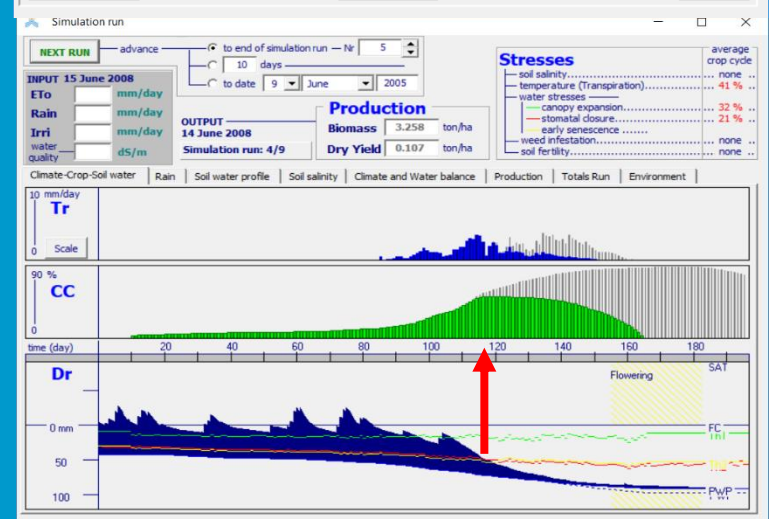 Simulation run
NEXT RUN
advance
to end of simulation run — Nr 5
10 days
to date 9 June 2005
INPUT 15 June 2008
ETo mm/day
Rain mm/day
Irri mm/day
water quality dS/m
OUTPUT
14 June 2008
Simulation run: 4/9
Production
Biomass 3.258 ton/ha
Dry Yield 0.107 ton/ha
Stresses
average
crop cycle
soil salinity................ none ..
temperature (Transpiration)........ 41 % ..
water stresses
canopy expansion............... 32 % ..
stomatal closure............... 21 % ..
early senescence .......
weed infestation............... none ..
soil fertility............... none ..
Climate-Crop-Soil water
Rain
Soil water profile
Soil salinity
Climate and Water balance
Production
Totals Run
Environment
10 mm/day
Tr
0
Scale
90 %
CC
0
time (day) 20 40 60 80 100 120 140 160 180
Dr
Flowering
SAT
0 mm
FC
50
100
PWP